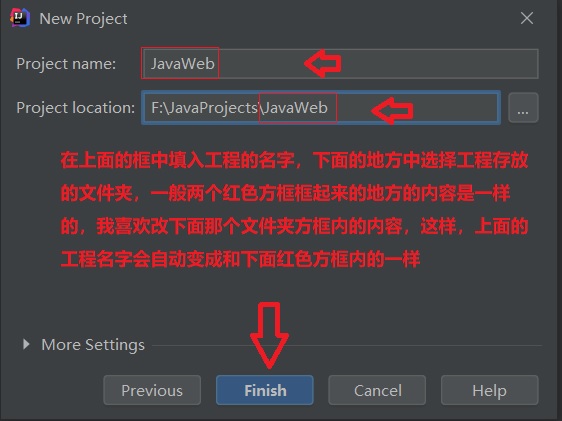 New Project
Project name: JavaWeb
Project location: F:\JavaProjects\JavaWeb ...
在上面的框中填入工程的名字，下面的地方中选择工程存放
的文件夹，一般两个红色方框框起来的地方的内容是一样
的，我喜欢改下面那个文件夹方框内的内容，这样，上面的
工程名字会自动变成和下面红色方框内的一样
More Settings
Previous Finish Cancel Help